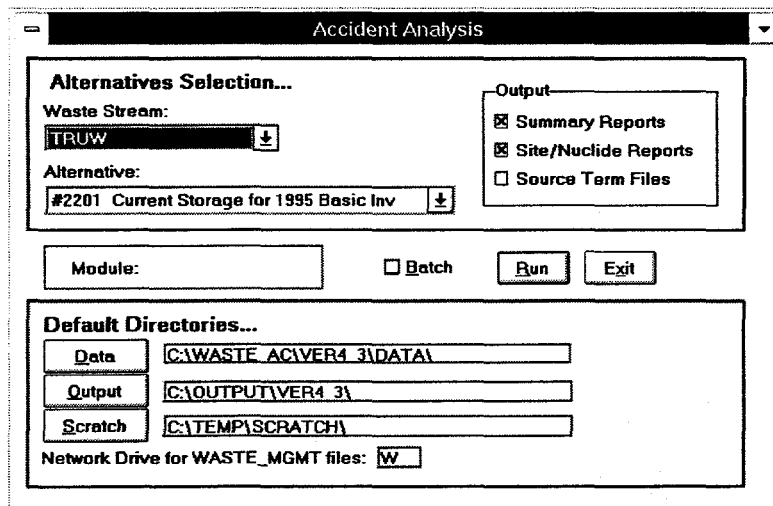 Accident Analysis
Alternatives Selection...
Waste Stream:
TRUW
Alternative:
#2201 Current Storage for 1995 Basic Inv
Output
Summary Reports
Site/Nuclide Reports
Source Term Files
Module:
Batch
Run
Exit
Default Directories...
Data C:\WASTE_AC\VER4_3\DATA\
Output C:\OUTPUT\VER4_3\
Scratch C:\TEMP\SCRATCH\
Network Drive for WASTE_MGMT files: W